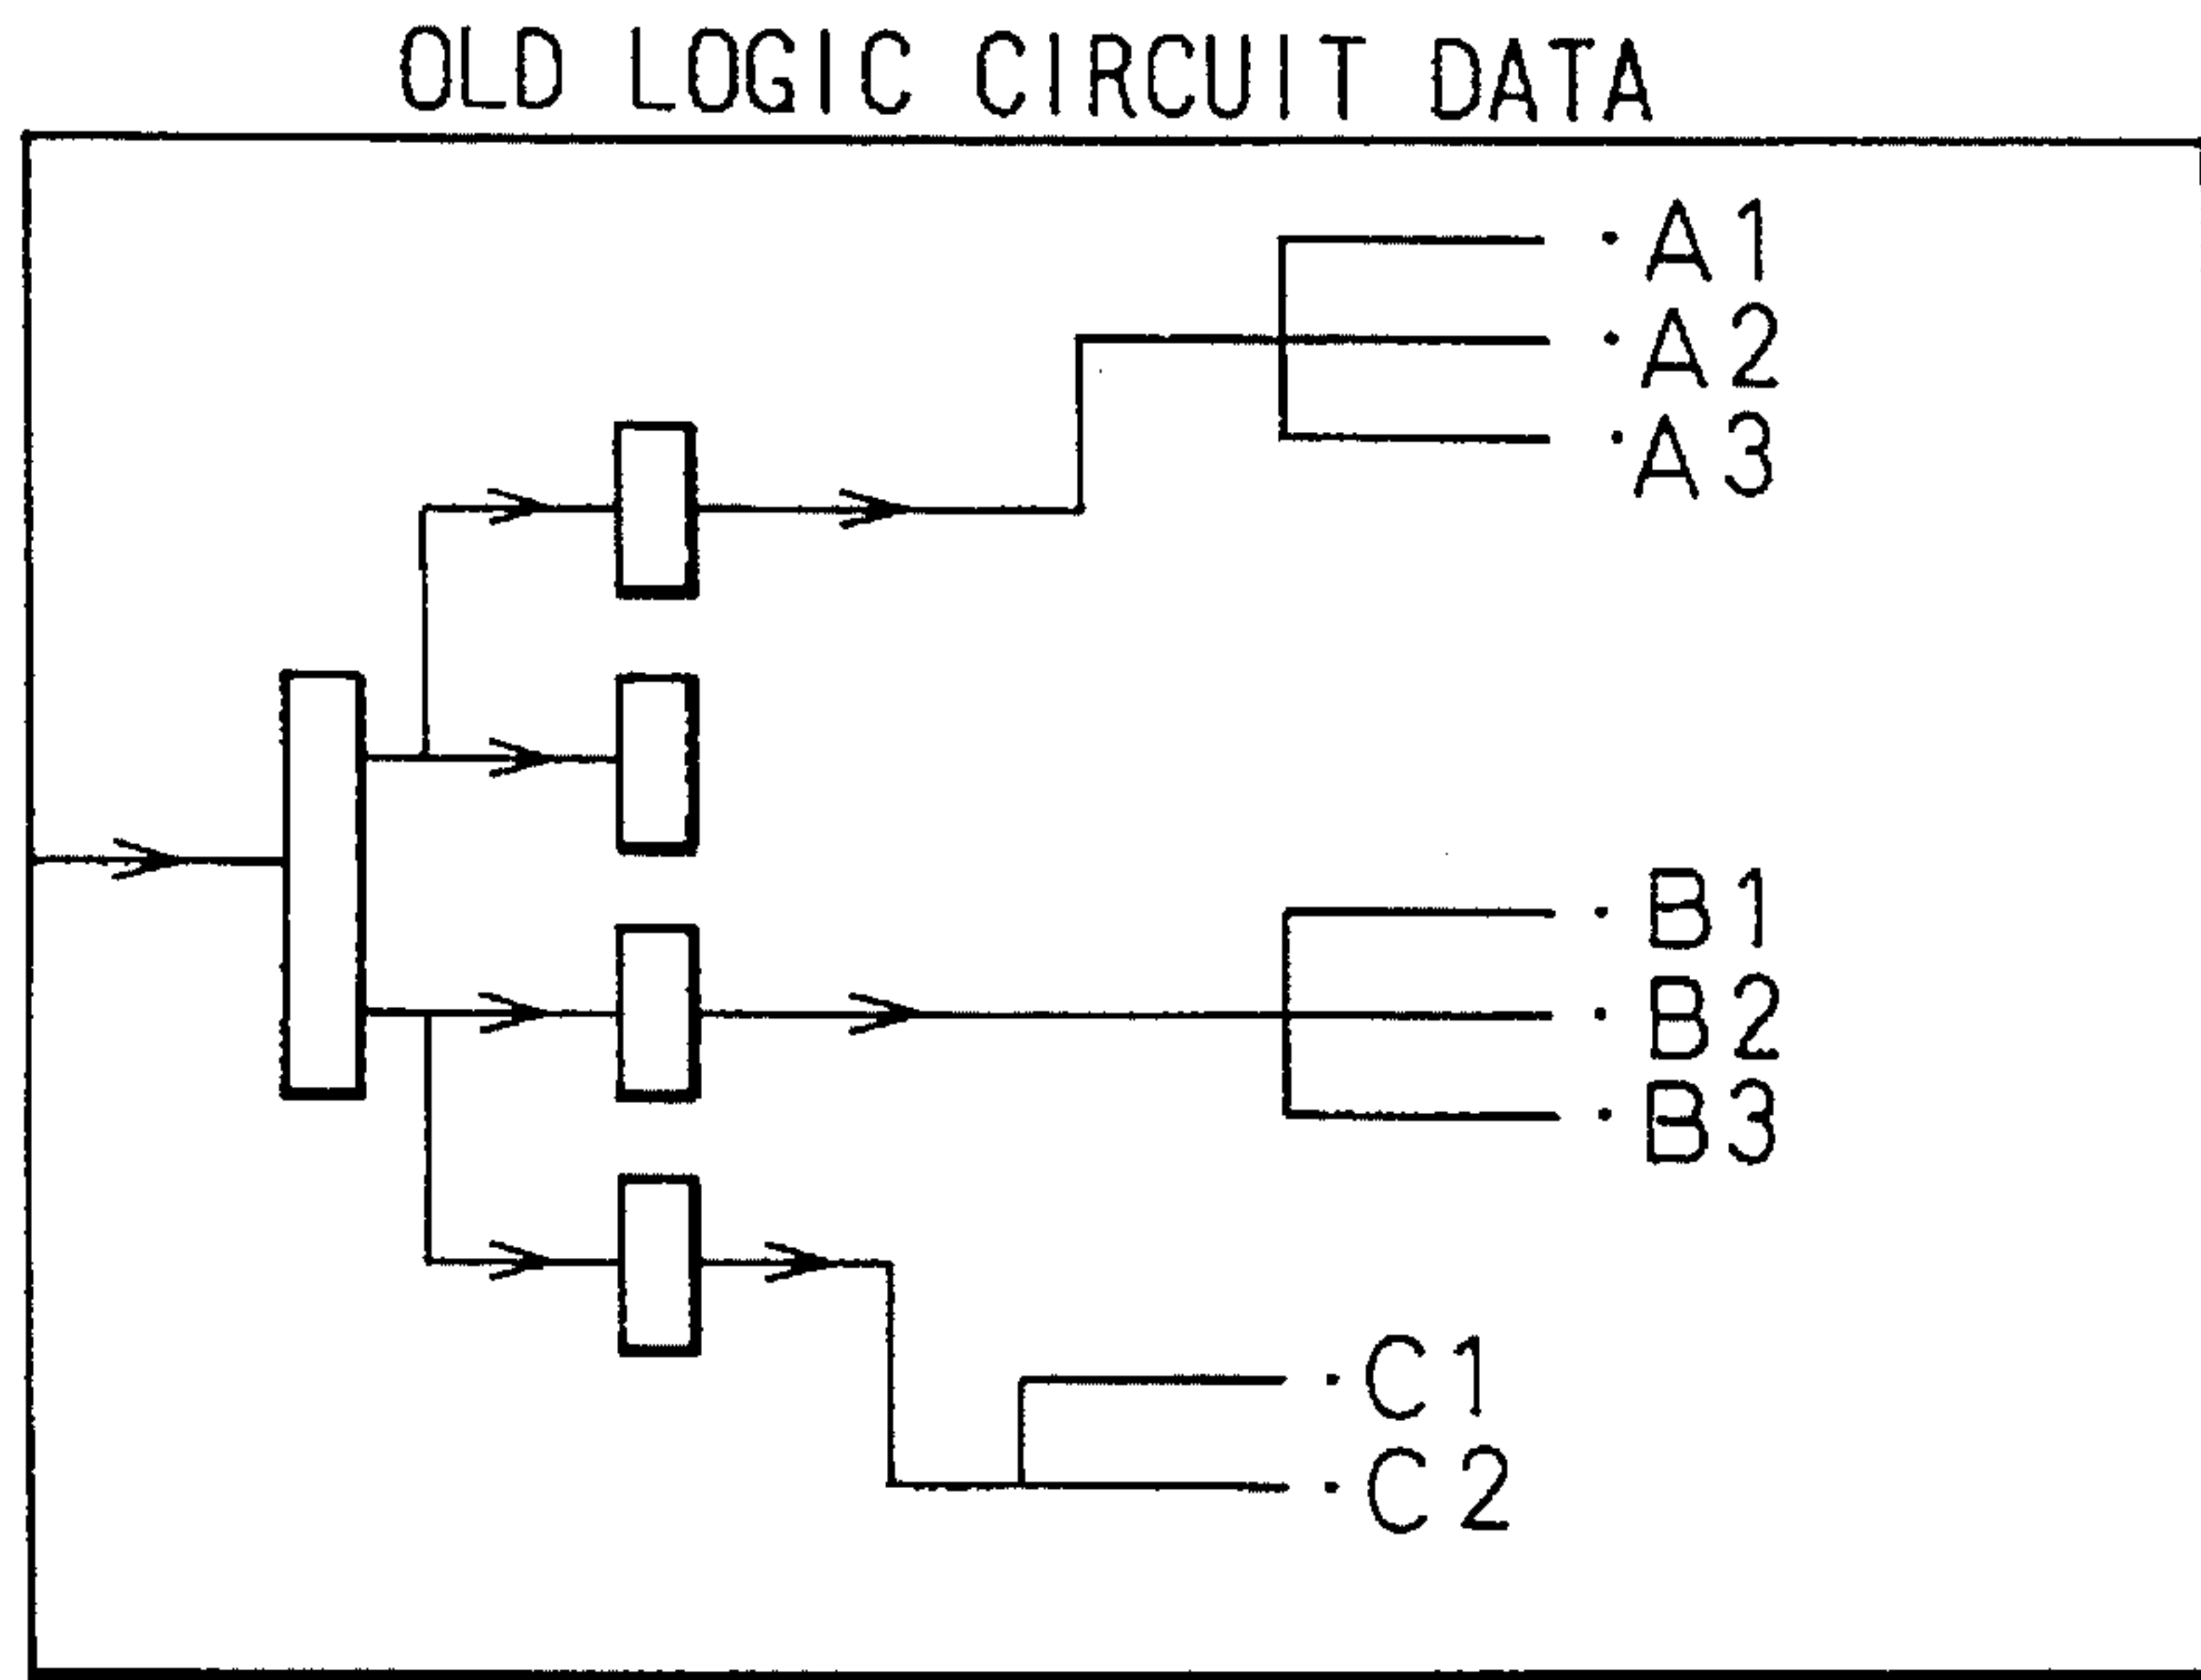 OLD LOGIC CIRCUIT DATA
·A1
·A2
·A3
·B1
·B2
·B3
·C1
·C2